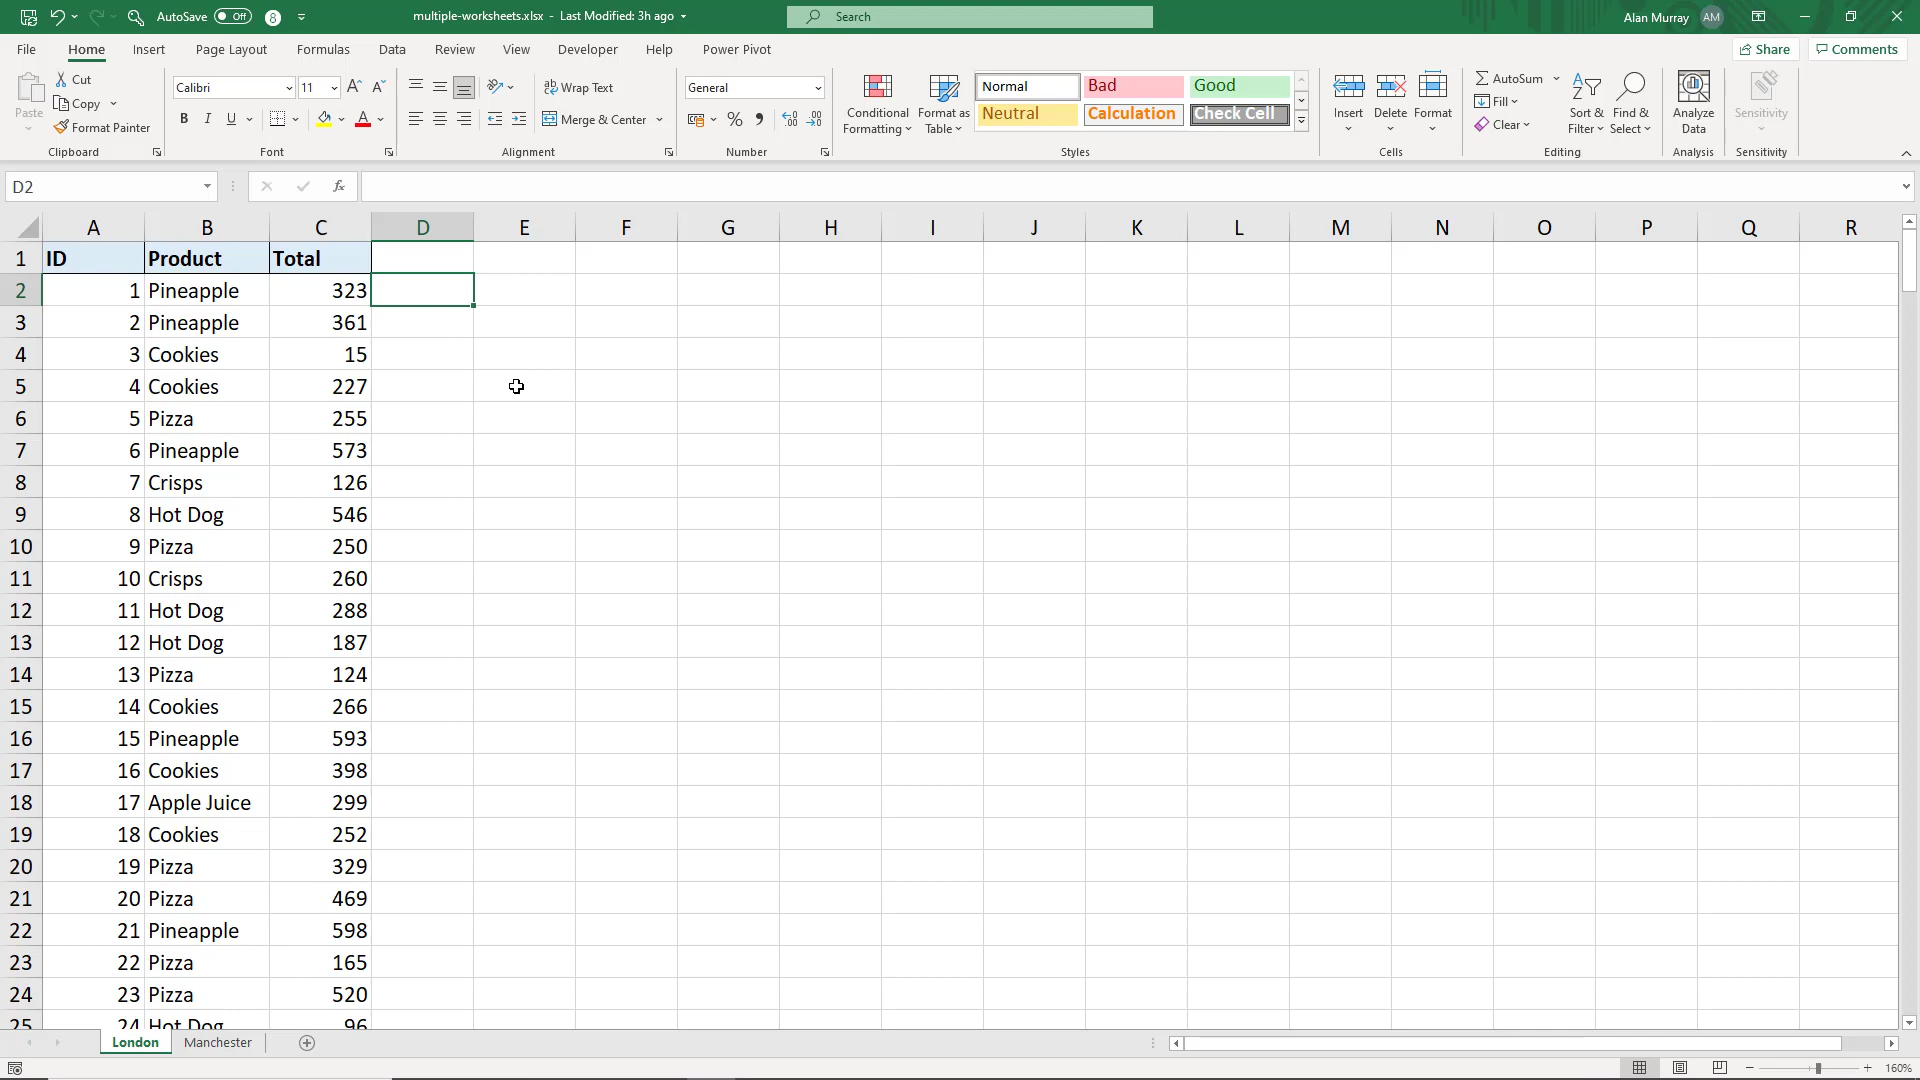 AutoSave Off 8 multiple-worksheets.xlsx - Last Modified: 3h ago Search Alan Murray AM
File Home Insert Page Layout Formulas Data Review View Developer Help Power Pivot Share Comments
Paste Cut Copy Format Painter
Calibri 11 A A
B I U A
Wrap Text
Merge & Center
General
% 9
Conditional Formatting Format as Table
Normal Bad Good
Neutral Calculation Check Cell
Insert Delete Format
AutoSum Fill Clear
Sort & Filter Find & Select
Analyze Data Sensitivity
Clipboard Font Alignment Number Styles Cells Editing Analysis Sensitivity
D2 fx
A B C D E F G H I J K L M N O P Q R
1 ID Product Total
2 1 Pineapple 323
3 2 Pineapple 361
4 3 Cookies 15
5 4 Cookies 227
6 5 Pizza 255
7 6 Pineapple 573
8 7 Crisps 126
9 8 Hot Dog 546
10 9 Pizza 250
11 10 Crisps 260
12 11 Hot Dog 288
13 12 Hot Dog 187
14 13 Pizza 124
15 14 Cookies 266
16 15 Pineapple 593
17 16 Cookies 398
18 17 Apple Juice 299
19 18 Cookies 252
20 19 Pizza 329
21 20 Pizza 469
22 21 Pineapple 598
23 22 Pizza 165
24 23 Pizza 520
25 24 Hot Dog 96
London Manchester
160%